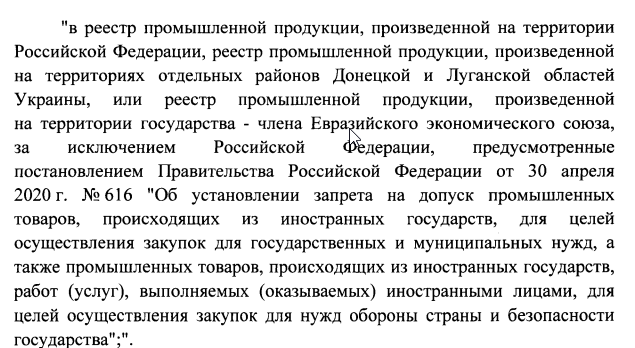 "в реестр промышленной продукции, произведенной на территории
Российской Федерации, реестр промышленной продукции, произведенной
на территориях отдельных районов Донецкой и Луганской областей
Украины, или реестр промышленной продукции, произведенной
на территории государства - члена Евразийского экономического союза,
за исключением Российской Федерации, предусмотренные
постановлением Правительства Российской Федерации от 30 апреля
2020 г. № 616 "Об установлении запрета на допуск промышленных
товаров, происходящих из иностранных государств, для целей
осуществления закупок для государственных и муниципальных нужд, а
также промышленных товаров, происходящих из иностранных государств,
работ (услуг), выполняемых (оказываемых) иностранными лицами, для
целей осуществления закупок для нужд обороны страны и безопасности
государства";".